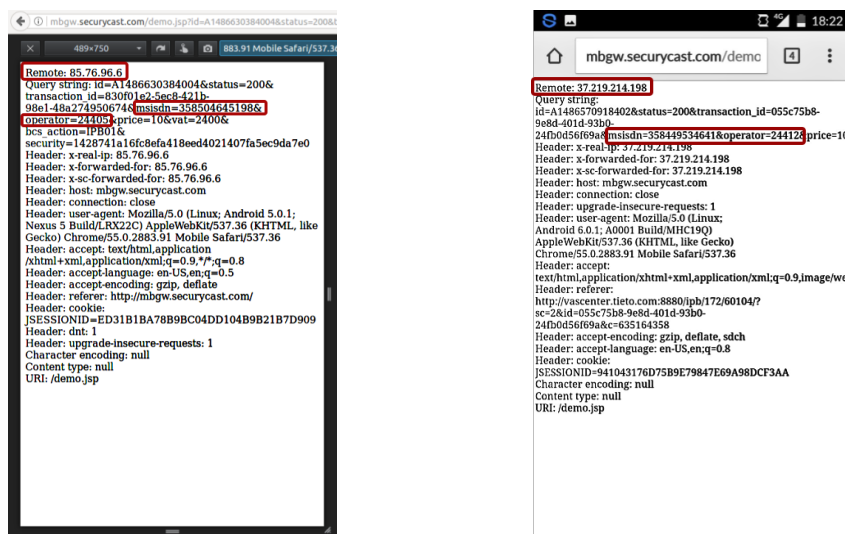 mbgw.securycast.com/demo.jsp?id=A1486630384004&status=200&
489×750
883.91 Mobile Safari/537.36
Remote: 85.76.96.6
Query string: id=A1486630384004&status=200&
transaction_id=830f01e2-5ec8-421b-
98e1-48a274950674&msisdn=358504645198&
operator=24405&price=10&vat=2400&
bcs_action=IPB01&
security=1428741a16fc8efa418eed4021407fa5ec9da7e0
Header: x-real-ip: 85.76.96.6
Header: x-forwarded-for: 85.76.96.6
Header: x-sc-forwarded-for: 85.76.96.6
Header: host: mbgw.securycast.com
Header: connection: close
Header: user-agent: Mozilla/5.0 (Linux; Android 5.0.1;
Nexus 5 Build/LRX22C) AppleWebKit/537.36 (KHTML, like
Gecko) Chrome/55.0.2883.91 Mobile Safari/537.36
Header: accept: text/html,application
/xhtml+xml,application/xml;q=0.9,*/*;q=0.8
Header: accept-language: en-US,en;q=0.5
Header: accept-encoding: gzip, deflate
Header: referer: http://mbgw.securycast.com/
Header: cookie:
JSESSIONID=ED31B1BA78B9BC04DD104B9B21B7D909
Header: dnt: 1
Header: upgrade-insecure-requests: 1
Character encoding: null
Content type: null
URI: /demo.jsp
4G 18:22
mbgw.securycast.com/demo
4
Remote: 37.219.214.198
Query string:
id=A1486570918402&status=200&transaction_id=055c75b8-
9e8d-401d-93b0-
24fb0d56f69a&msisdn=358449534641&operator=24412&price=10
Header: x-real-ip: 37.219.214.198
Header: x-forwarded-for: 37.219.214.198
Header: x-sc-forwarded-for: 37.219.214.198
Header: host: mbgw.securycast.com
Header: connection: close
Header: upgrade-insecure-requests: 1
Header: user-agent: Mozilla/5.0 (Linux;
Android 6.0.1; A0001 Build/MHC19Q)
AppleWebKit/537.36 (KHTML, like Gecko)
Chrome/55.0.2883.91 Mobile Safari/537.36
Header: accept:
text/html,application/xhtml+xml,application/xml;q=0.9,image/we
Header: referer:
http://vascenter.tieto.com:8880/ipb/172/60104/?
sc=2&id=055c75b8-9e8d-401d-93b0-
24fb0d56f69a&c=635164358
Header: accept-encoding: gzip, deflate, sdch
Header: accept-language: en-US,en;q=0.8
Header: cookie:
JSESSIONID=941043176D75B9E79847E69A98DCF3AA
Character encoding: null
Content type: null
URI: /demo.jsp